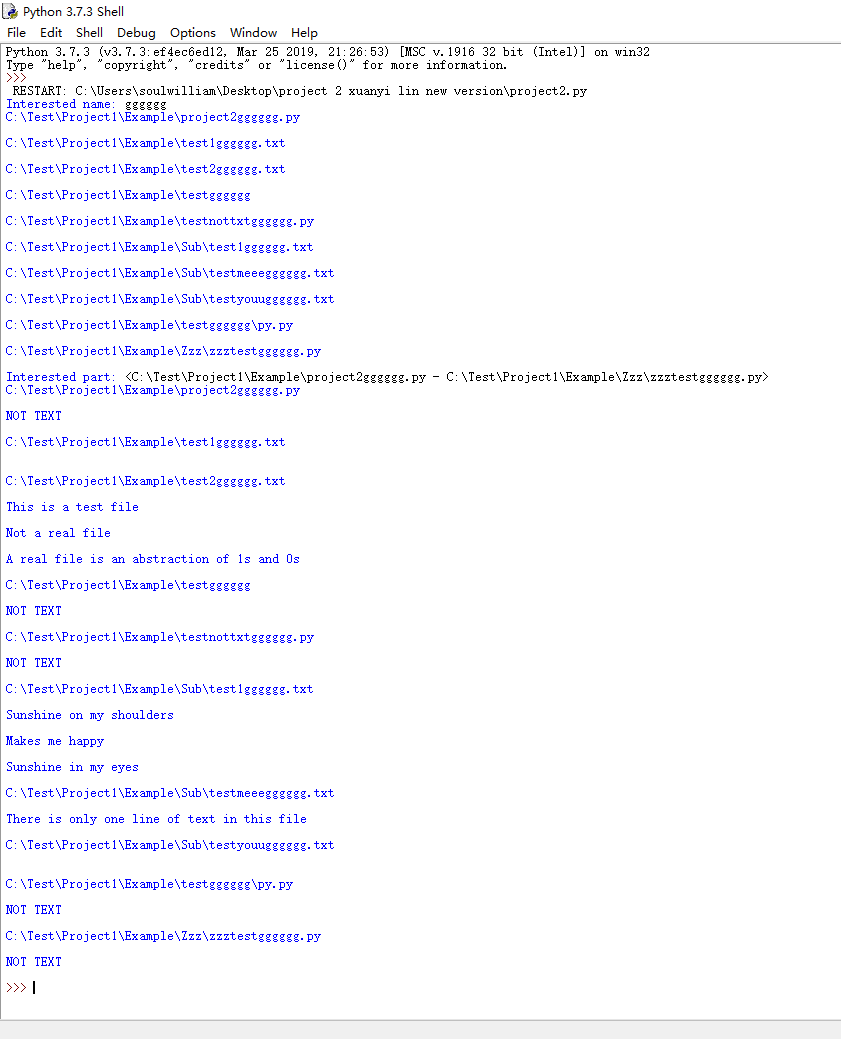 Python 3.7.3 Shell
File Edit Shell Debug Options Window Help
Python 3.7.3 (v3.7.3:ef4ec6ed12, Mar 25 2019, 21:26:53) [MSC v.1916 32 bit (Intel)] on win32
Type "help", "copyright", "credits" or "license()" for more information.
>>>
RESTART: C:\Users\soulwilliam\Desktop\project 2 xuanyi lin new version\project2.py
Interested name: gggggg
C:\Test\Project1\Example\project2gggggg.py
C:\Test\Project1\Example\test1gggggg.txt
C:\Test\Project1\Example\test2gggggg.txt
C:\Test\Project1\Example\testgggggg
C:\Test\Project1\Example\testnottxtgggggg.py
C:\Test\Project1\Example\Sub\test1gggggg.txt
C:\Test\Project1\Example\Sub\testmeeegggggg.txt
C:\Test\Project1\Example\Sub\testyouugggggg.txt
C:\Test\Project1\Example\testgggggg\py.py
C:\Test\Project1\Example\Zzz\zzztestgggggg.py
Interested part: <C:\Test\Project1\Example\project2gggggg.py - C:\Test\Project1\Example\Zzz\zzztestgggggg.py>
C:\Test\Project1\Example\project2gggggg.py
NOT TEXT
C:\Test\Project1\Example\test1gggggg.txt
C:\Test\Project1\Example\test2gggggg.txt
This is a test file
Not a real file
A real file is an abstraction of 1s and 0s
C:\Test\Project1\Example\testgggggg
NOT TEXT
C:\Test\Project1\Example\testnottxtgggggg.py
NOT TEXT
C:\Test\Project1\Example\Sub\test1gggggg.txt
Sunshine on my shoulders
Makes me happy
Sunshine in my eyes
C:\Test\Project1\Example\Sub\testmeeegggggg.txt
There is only one line of text in this file
C:\Test\Project1\Example\Sub\testyouugggggg.txt
C:\Test\Project1\Example\testgggggg\py.py
NOT TEXT
C:\Test\Project1\Example\Zzz\zzztestgggggg.py
NOT TEXT
>>>